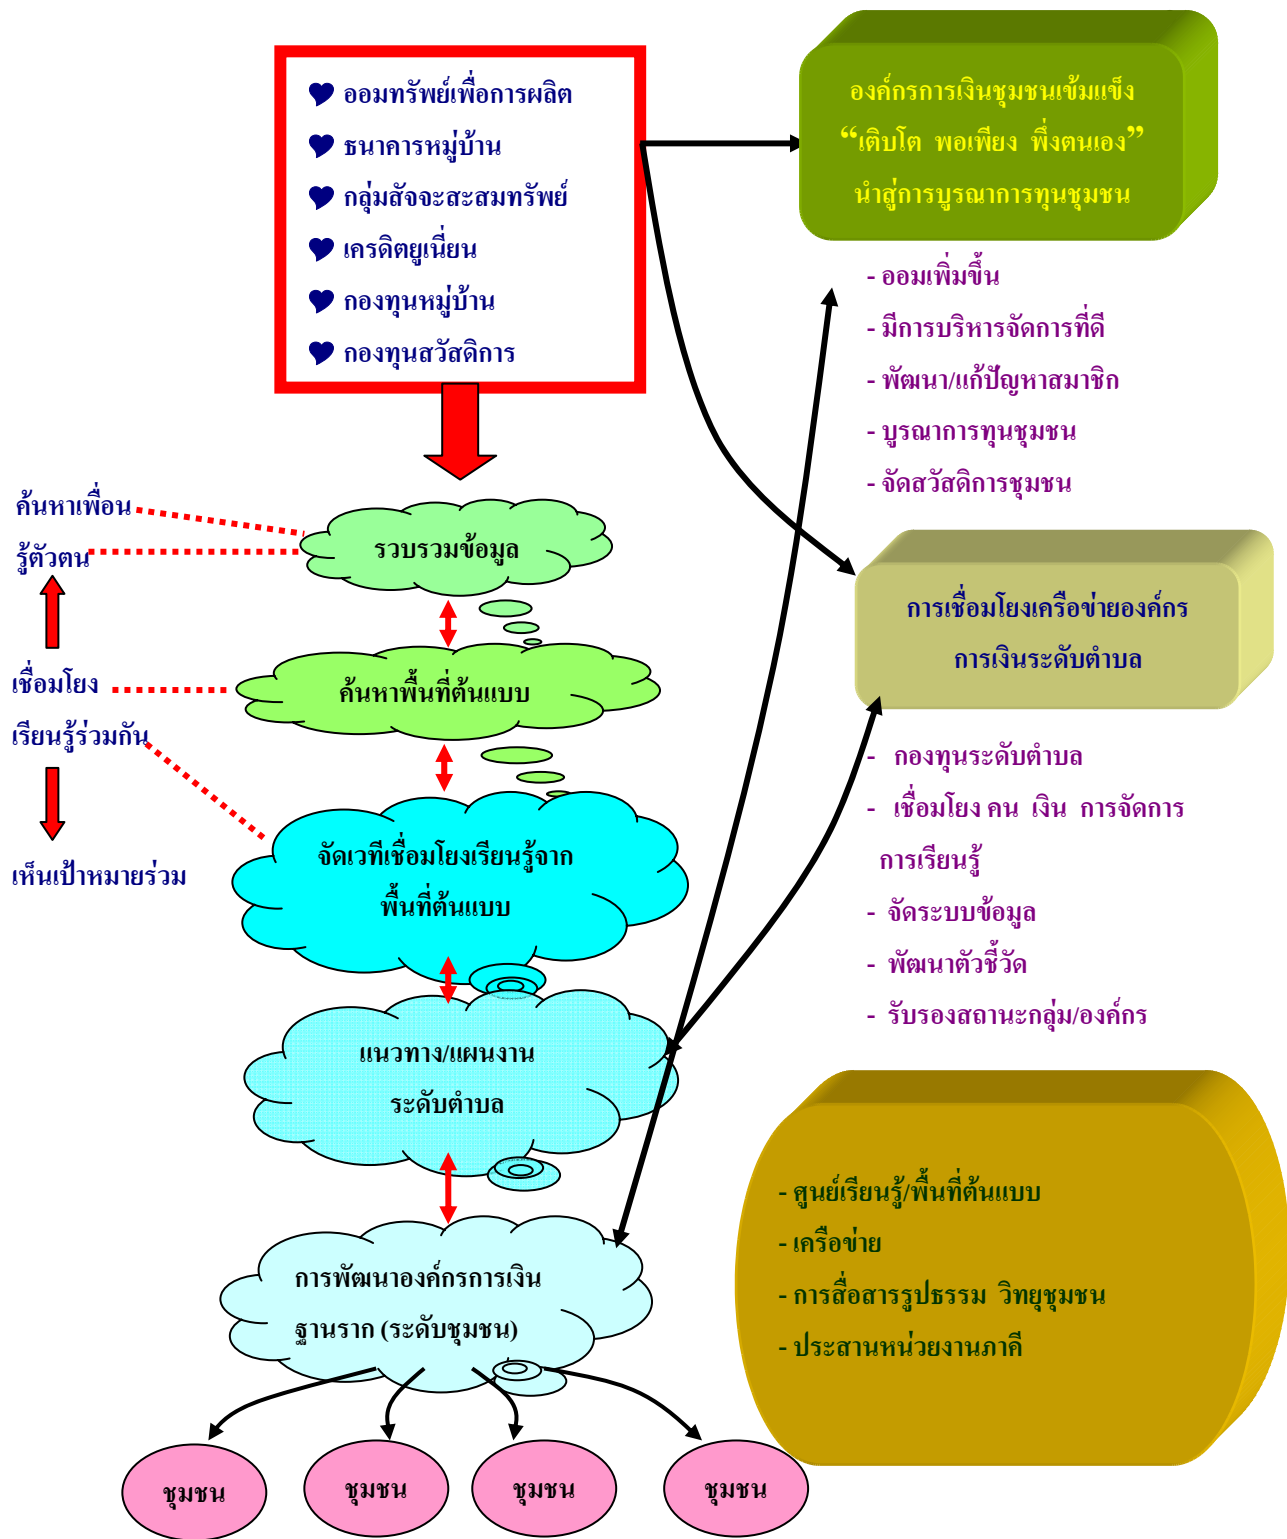 ออมทรัพย์เพื่อการผลิต
ธนาคารหมู่บ้าน
กลุ่มสัจจะสะสมทรัพย์
เครดิตยูเนี่ยน
กองทุนหมู่บ้าน
กองทุนสวัสดิการ
องค์กรการเงินชุมชนเข้มแข็ง
“เติบโต พอเพียง พึ่งตนเอง”
นำสู่การบูรณาการทุนชุมชน
- ออมเพิ่มขึ้น
- มีการบริหารจัดการที่ดี
- พัฒนา/แก้ปัญหาสมาชิก
- บูรณาการทุนชุมชน
- จัดสวัสดิการชุมชน
ค้นหาเพื่อน
รู้ตัวตน
เชื่อมโยง
เรียนรู้ร่วมกัน
เห็นเป้าหมายร่วม
รวบรวมข้อมูล
ค้นหาพื้นที่ต้นแบบ
จัดเวทีเชื่อมโยงเรียนรู้จาก
พื้นที่ต้นแบบ
แนวทาง/แผนงาน
ระดับตำบล
การพัฒนาองค์กรการเงิน
ฐานราก (ระดับชุมชน)
การเชื่อมโยงเครือข่ายองค์กร
การเงินระดับตำบล
- กองทุนระดับตำบล
- เชื่อมโยง คน เงิน การจัดการ
การเรียนรู้
- จัดระบบข้อมูล
- พัฒนาตัวชี้วัด
- รับรองสถานะกลุ่ม/องค์กร
- ศูนย์เรียนรู้/พื้นที่ต้นแบบ
- เครือข่าย
- การสื่อสารรูปธรรม วิทยุชุมชน
- ประสานหน่วยงานภาคี
ชุมชน
ชุมชน
ชุมชน
ชุมชน